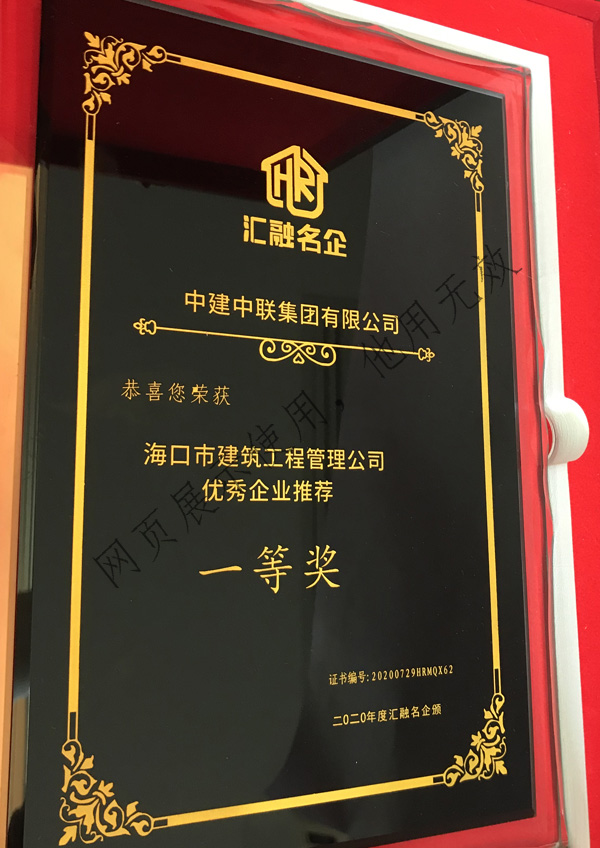 HR
汇融名企
中建中联集团有限公司
恭喜您荣获
海口市建筑工程管理公司
优秀企业推荐
一等奖
证书编号:20200729HRMQX62
二〇二〇年度汇融名企颁
网页展示使用，他用无效